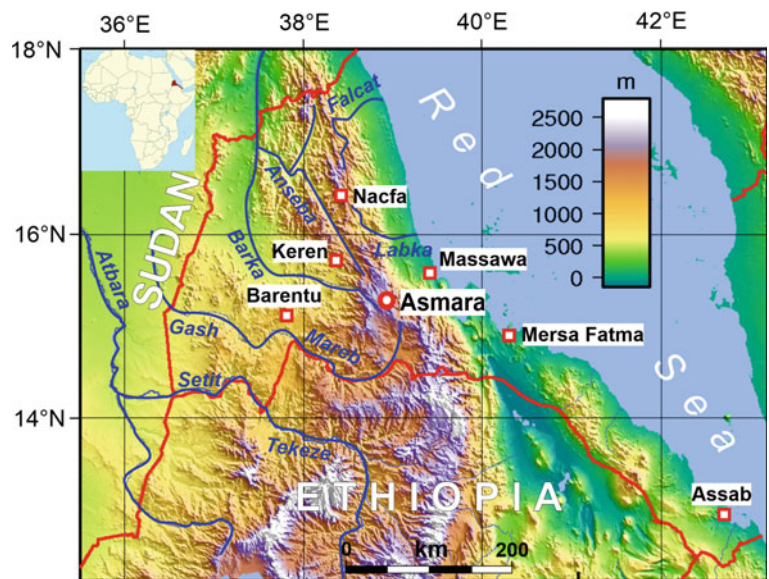 36°E
38°E
40°E
42°E
18°N
16°N
14°N
m
2500
2000
1500
1000
500
0
Red
Sea
Falcat
Nacfa
Anseba
SUDAN
Atbara
Barka
Keren
Labka
Massawa
Barentu
Asmara
Gash
Mareb
Mersa Fatma
Setit
Tekeze
ETHIOPIA
Assab
0 km 200